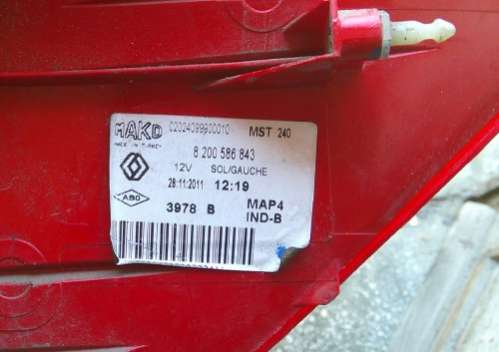 MAKO 02024099900010 MST 240
MADE IN TURKEY
8 200 586 843
12V SOL/GAUCHE
28:11:2011 12:19
ABO
3978 B MAP4
IND-B